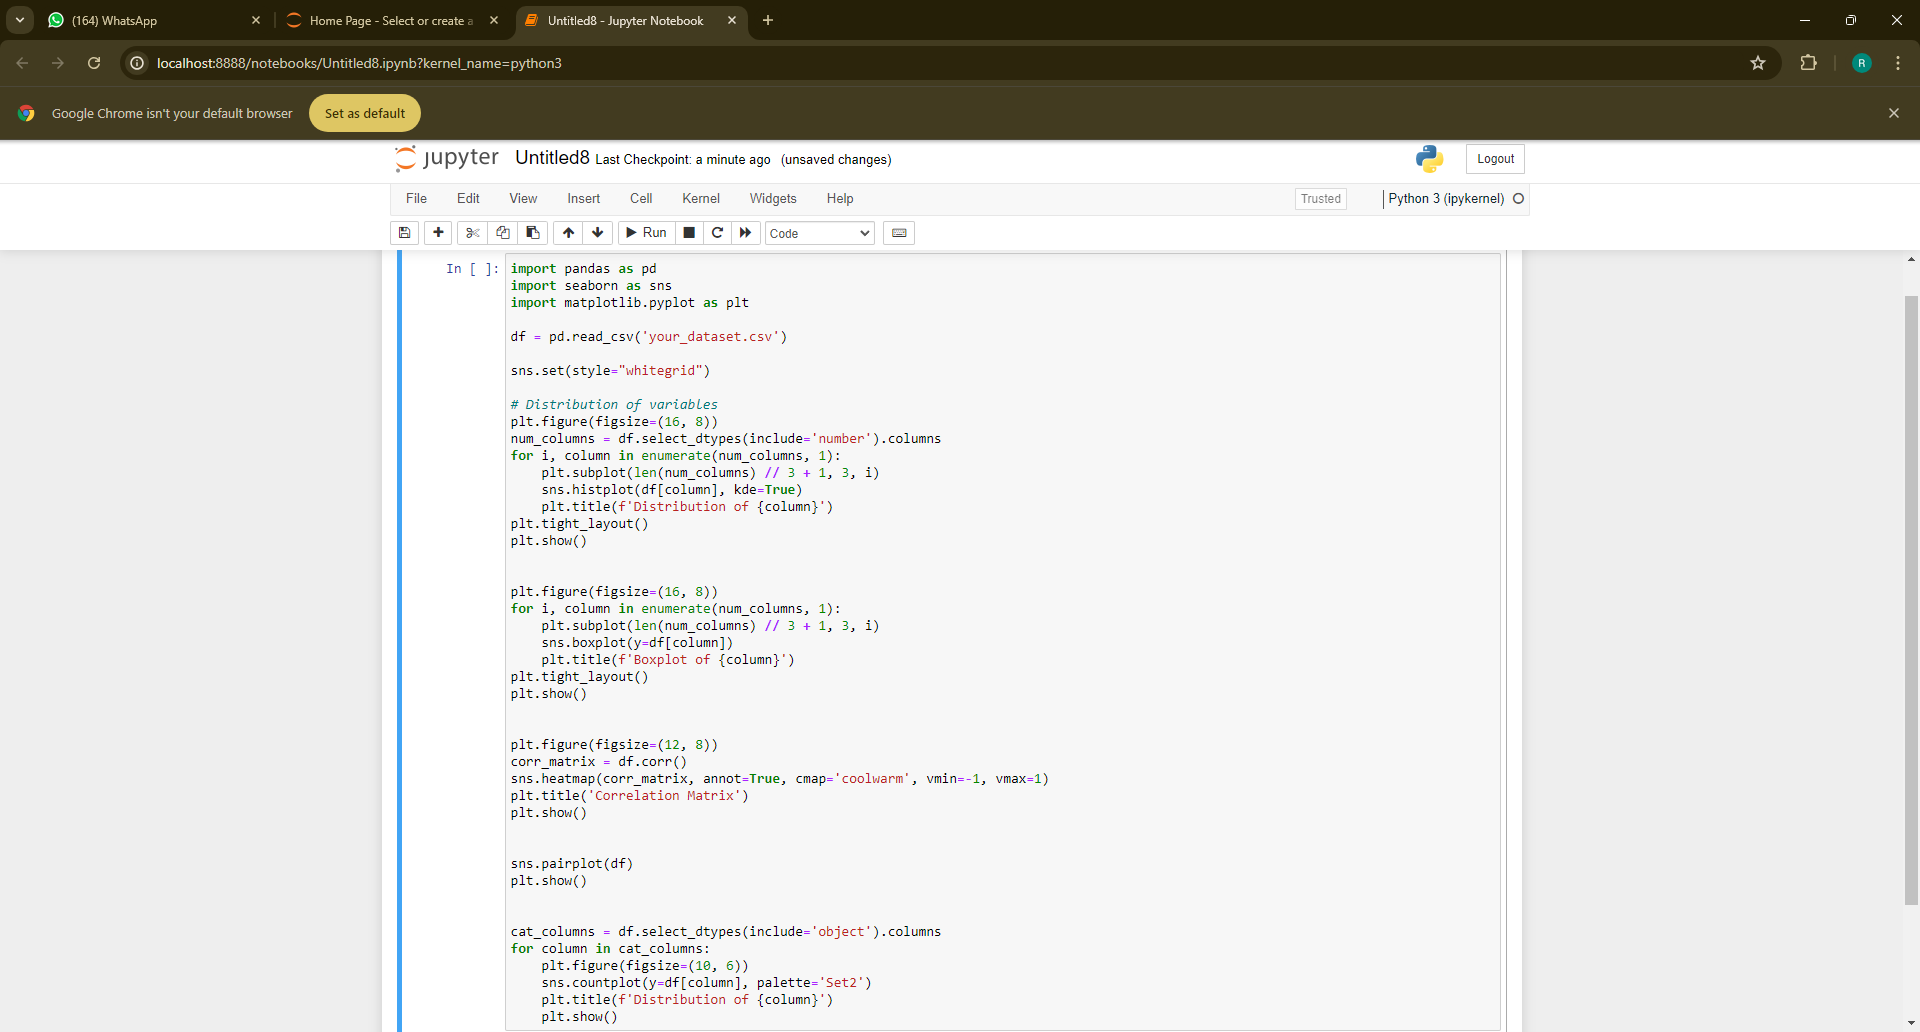 (164) WhatsApp
Home Page - Select or create a
Untitled8 - Jupyter Notebook
localhost:8888/notebooks/Untitled8.ipynb?kernel_name=python3
R
Google Chrome isn't your default browser
Set as default
jupyter
Untitled8 Last Checkpoint: a minute ago (unsaved changes)
Logout
File Edit View Insert Cell Kernel Widgets Help
Trusted
Python 3 (ipykernel)
Run
Code
In [ ]:
import pandas as pd
import seaborn as sns
import matplotlib.pyplot as plt
df = pd.read_csv('your_dataset.csv')
sns.set(style="whitegrid")
# Distribution of variables
plt.figure(figsize=(16, 8))
num_columns = df.select_dtypes(include='number').columns
for i, column in enumerate(num_columns, 1):
    plt.subplot(len(num_columns) // 3 + 1, 3, i)
    sns.histplot(df[column], kde=True)
    plt.title(f'Distribution of {column}')
plt.tight_layout()
plt.show()
plt.figure(figsize=(16, 8))
for i, column in enumerate(num_columns, 1):
    plt.subplot(len(num_columns) // 3 + 1, 3, i)
    sns.boxplot(y=df[column])
    plt.title(f'Boxplot of {column}')
plt.tight_layout()
plt.show()
plt.figure(figsize=(12, 8))
corr_matrix = df.corr()
sns.heatmap(corr_matrix, annot=True, cmap='coolwarm', vmin=-1, vmax=1)
plt.title('Correlation Matrix')
plt.show()
sns.pairplot(df)
plt.show()
cat_columns = df.select_dtypes(include='object').columns
for column in cat_columns:
    plt.figure(figsize=(10, 6))
    sns.countplot(y=df[column], palette='Set2')
    plt.title(f'Distribution of {column}')
    plt.show()